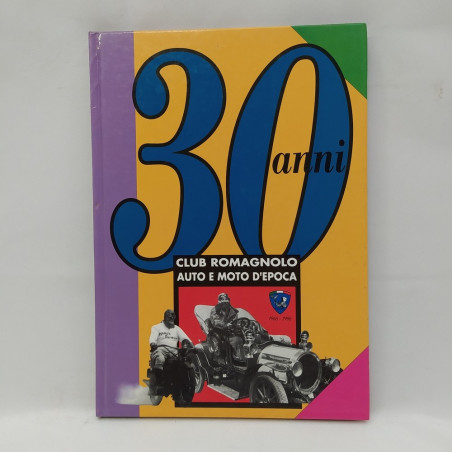 30
anni
CLUB ROMAGNOLO
AUTO E MOTO D'EPOCA